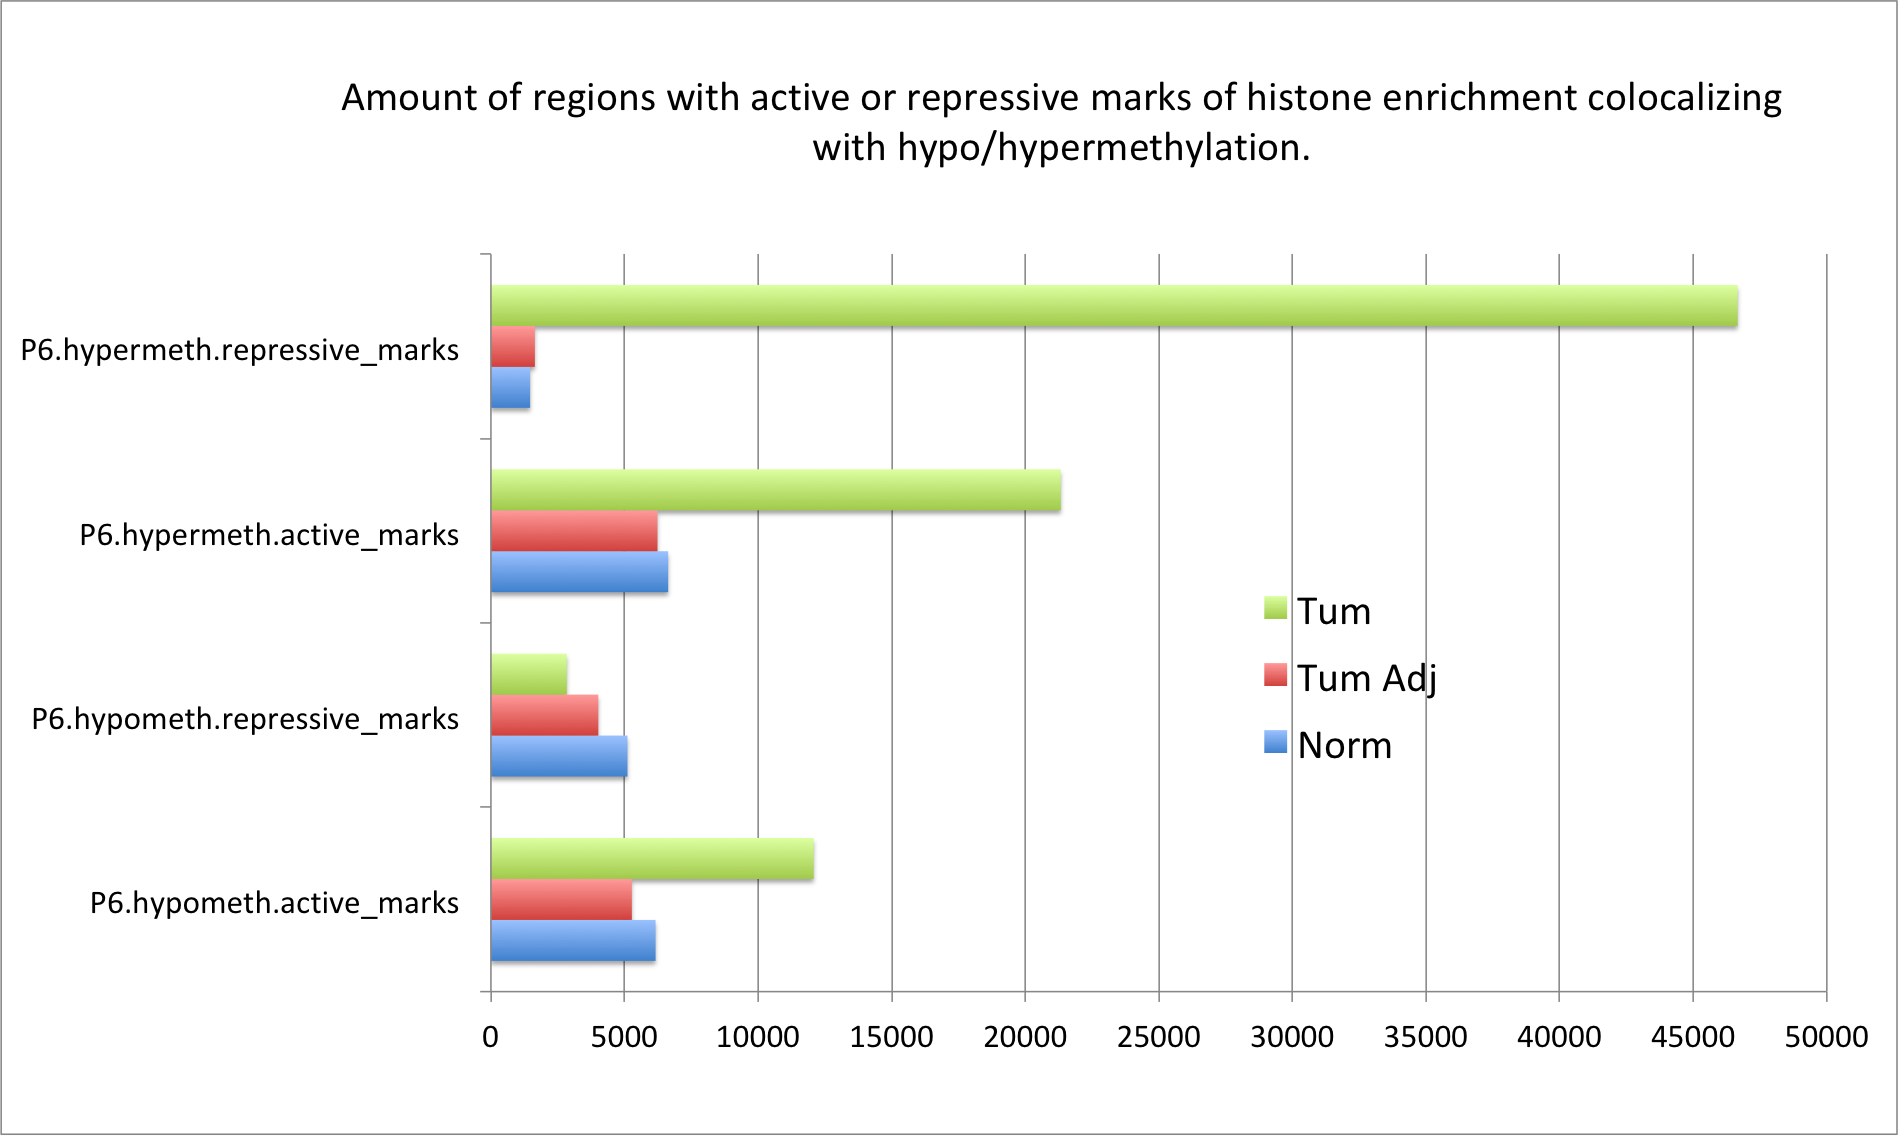 Amount of regions with active or repressive marks of histone enrichment colocalizing
with hypo/hypermethylation.
P6.hypermeth.repressive_marks
P6.hypermeth.active_marks
P6.hypometh.repressive_marks
P6.hypometh.active_marks
Tum
Tum Adj
Norm
0 5000 10000 15000 20000 25000 30000 35000 40000 45000 50000